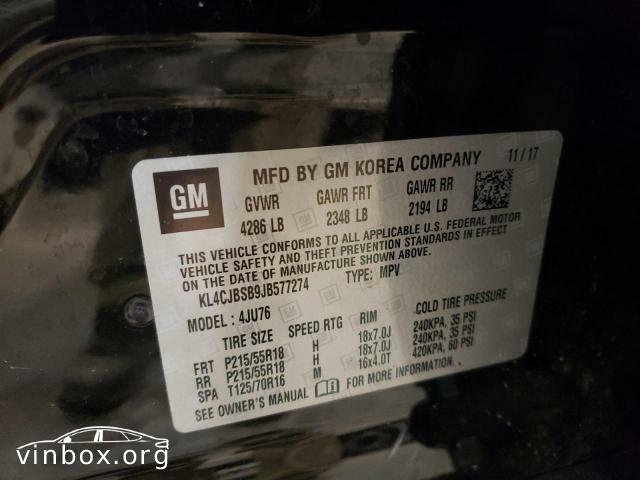 GM
MFD BY GM KOREA COMPANY 11/17
GVWR GAWR FRT GAWR RR
4286 LB 2348 LB 2194 LB
THIS VEHICLE CONFORMS TO ALL APPLICABLE U.S. FEDERAL MOTOR
VEHICLE SAFETY AND THEFT PREVENTION STANDARDS IN EFFECT
ON THE DATE OF MANUFACTURE SHOWN ABOVE.
KL4CJBSB9JB577274 TYPE: MPV
MODEL: 4JU76
TIRE SIZE SPEED RTG RIM COLD TIRE PRESSURE
FRT P215/55R18 H 18x7.0J 240KPA, 35 PSI
RR P215/55R18 H 18x7.0J 240KPA, 35 PSI
SPA T125/70R16 M 16x4.0T 420KPA, 60 PSI
SEE OWNER'S MANUAL FOR MORE INFORMATION.
vinbox.org